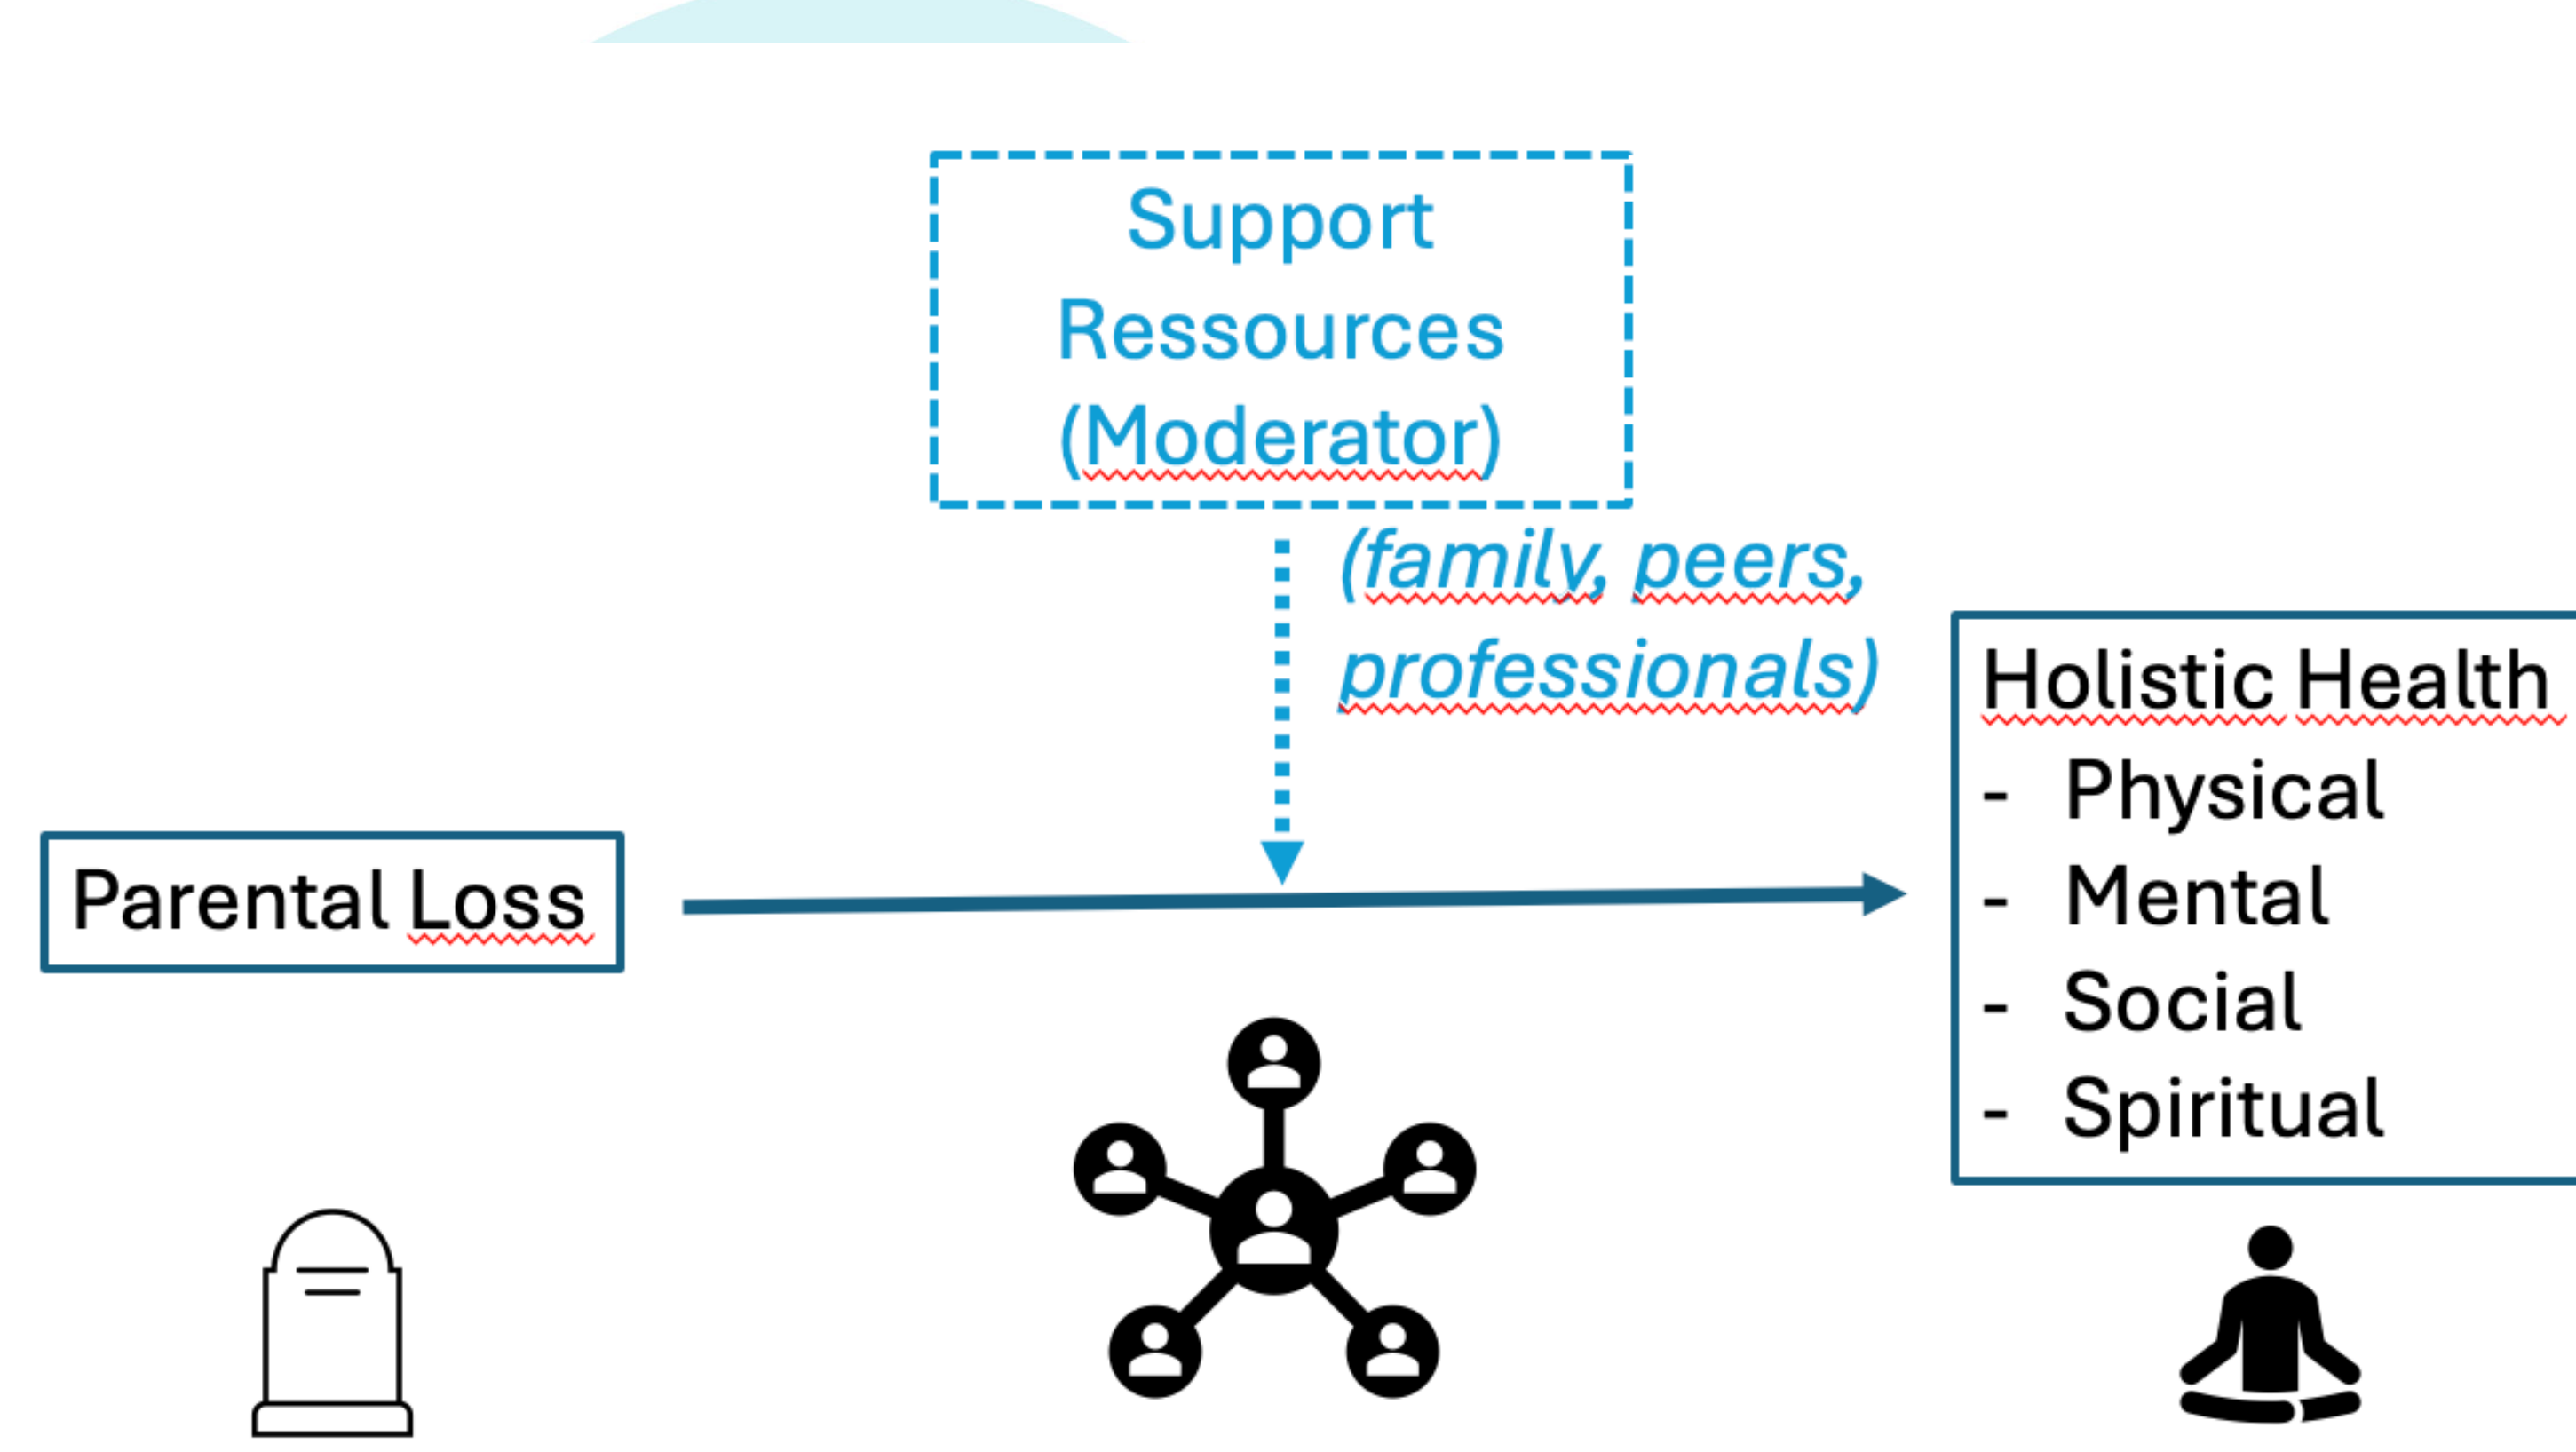 Support
Ressources
(Moderator)
(family, peers,
professionals)
Parental Loss
Holistic Health
- Physical
- Mental
- Social
- Spiritual